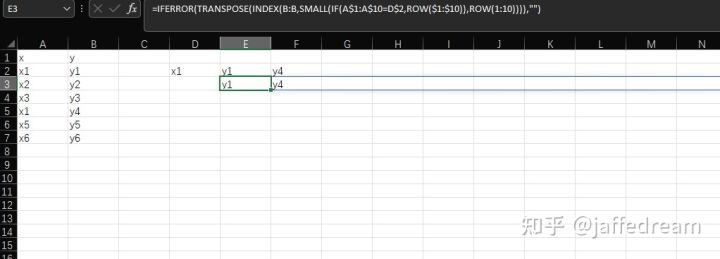 E3 fx =IFERROR(TRANSPOSE(INDEX(B:B,SMALL(IF(A$1:A$10=D$2,ROW($1:$10)),ROW(1:10)))),"")
A B C D E F G H I J K L M N
1 x y
2 x1 y1 x1 y1 y4
3 x2 y2 y1 y4
4 x3 y3
5 x1 y4
6 x5 y5
7 x6 y6
8
9
10
11
12
13
14
15
16
知乎 @jaffedream